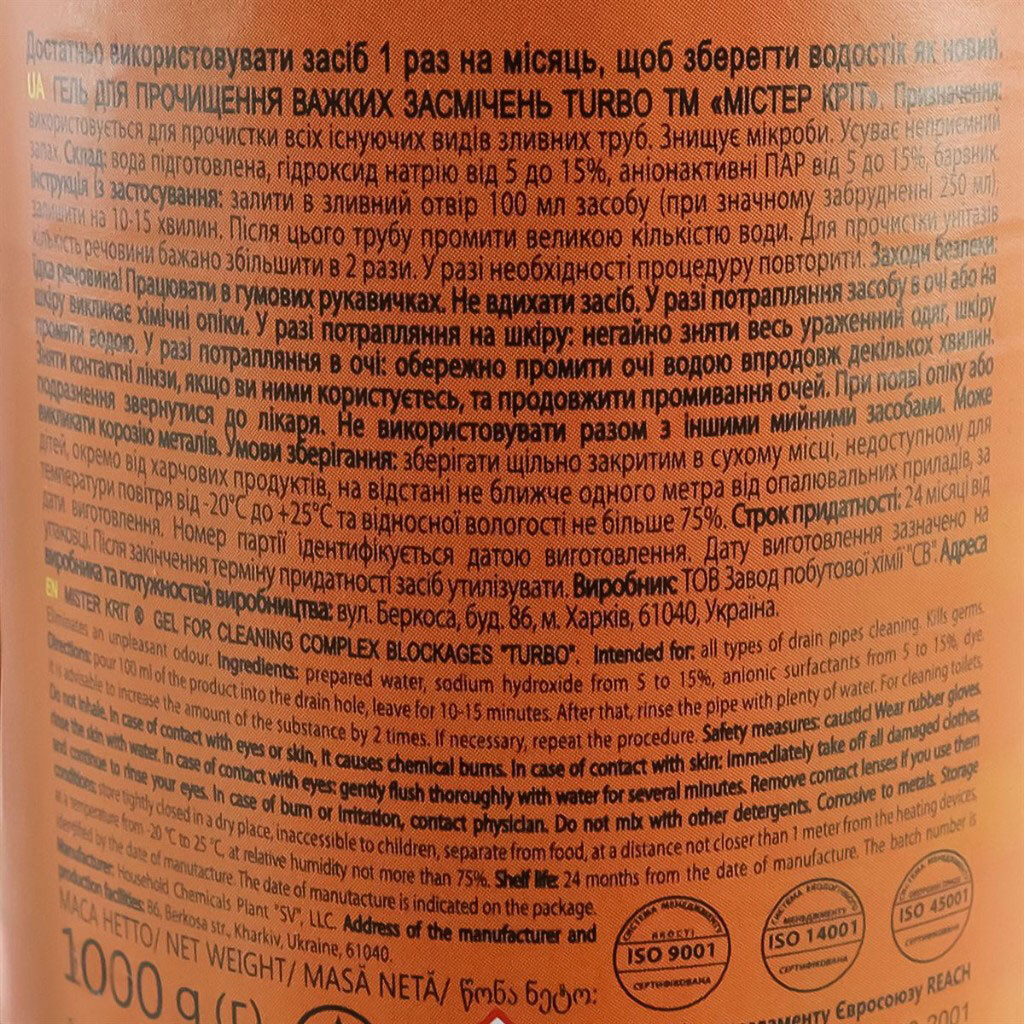 Достатньо використовувати засіб 1 раз на місяць, щоб зберегти водостік як новий.
UA ГЕЛЬ ДЛЯ ПРОЧИЩЕННЯ ВАЖКИХ ЗАСМІЧЕНЬ TURBO ТМ «МІСТЕР КРІТ». Призначення:
використовується для прочистки всіх існуючих видів зливних труб. Знищує мікроби. Усуває неприємний
запах. Склад: вода підготовлена, гідроксид натрію від 5 до 15%, аніонактивні ПАР від 5 до 15%, барвник.
Інструкція із застосування: залити в зливний отвір 100 мл засобу (при значному забрудненні 250 мл),
залишити на 10-15 хвилин. Після цього трубу промити великою кількістю води. Для прочистки унітазів
кількість речовини бажано збільшити в 2 рази. У разі необхідності процедуру повторити. Заходи безпеки:
Їдка речовина! Працювати в гумових рукавичках. Не вдихати засіб. У разі потрапляння засобу в очі або на
шкіру викликає хімічні опіки. У разі потрапляння на шкіру: негайно зняти весь ураженний одяг, шкіру
промити водою. У разі потрапляння в очі: обережно промити очі водою впродовж декількох хвилин.
Зняти контактні лінзи, якщо ви ними користуєтесь, та продовжити промивання очей. При появі опіку або
подразнення звернутися до лікаря. Не використовувати разом з іншими мийними засобами. Може
викликати корозію металів. Умови зберігання: зберігати щільно закритим в сухому місці, недоступному для
дітей, окремо від харчових продуктів, на відстані не ближче одного метра від опалювальних приладів, за
температури повітря від -20°С до +25°С та відносної вологості не більше 75%. Строк придатності: 24 місяці від
дати виготовлення. Номер партії ідентифікується датою виготовлення. Дату виготовлення зазначено на
упаковці. Після закінчення терміну придатності засіб утилізувати. Виробник: ТОВ Завод побутової хімії "СВ". Адреса
виробника та потужностей виробництва: вул. Беркоса, буд. 86, м. Харків, 61040, Україна.
EN MISTER KRIT ® GEL FOR CLEANING COMPLEX BLOCKAGES "TURBO". Intended for: all types of drain pipes cleaning. Kills germs.
Eliminates an unpleasant odour. Ingredients: prepared water, sodium hydroxide from 5 to 15%, anionic surfactants from 5 to 15%, dye.
Directions: pour 100 ml of the product into the drain hole, leave for 10-15 minutes. After that, rinse the pipe with plenty of water. For cleaning toilets,
it is advisable to increase the amount of the substance by 2 times. If necessary, repeat the procedure. Safety measures: caustic! Wear rubber gloves.
Do not inhale. In case of contact with eyes or skin, it causes chemical burns. In case of contact with skin: immediately take off all damaged clothes,
rinse the skin with water. In case of contact with eyes: gently flush thoroughly with water for several minutes. Remove contact lenses if you use them
and continue to rinse your eyes. In case of burn or irritation, contact physician. Do not mix with other detergents. Corrosive to metals. Storage
conditions: store tightly closed in a dry place, inaccessible to children, separate from food, at a distance not closer than 1 meter from the heating devices,
at a temperature from -20 °C to 25 °C, at relative humidity not more than 75%. Shelf life: 24 months from the date of manufacture. The batch number is
identified by the date of manufacture. The date of manufacture is indicated on the package.
Manufacturer: Household Chemicals Plant "SV", LLC. Address of the manufacturer and
production facilities: 86, Berkosa str., Kharkiv, Ukraine, 61040.
МАСА НЕТТО/ NET WEIGHT/ MASĂ NETĂ/ წონა ნეტო:
1000 g (г)
СИСТЕМА МЕНЕДЖМЕНТУ
ЯКОСТІ
ISO 9001
СЕРТИФІКОВАНА
СИСТЕМА ЕКОЛОГІЧНОГО
МЕНЕДЖМЕНТУ
ISO 14001
СЕРТИФІКОВАНА
ISO 45001
СЕРТИФІКОВАНА
Євросоюзу REACH